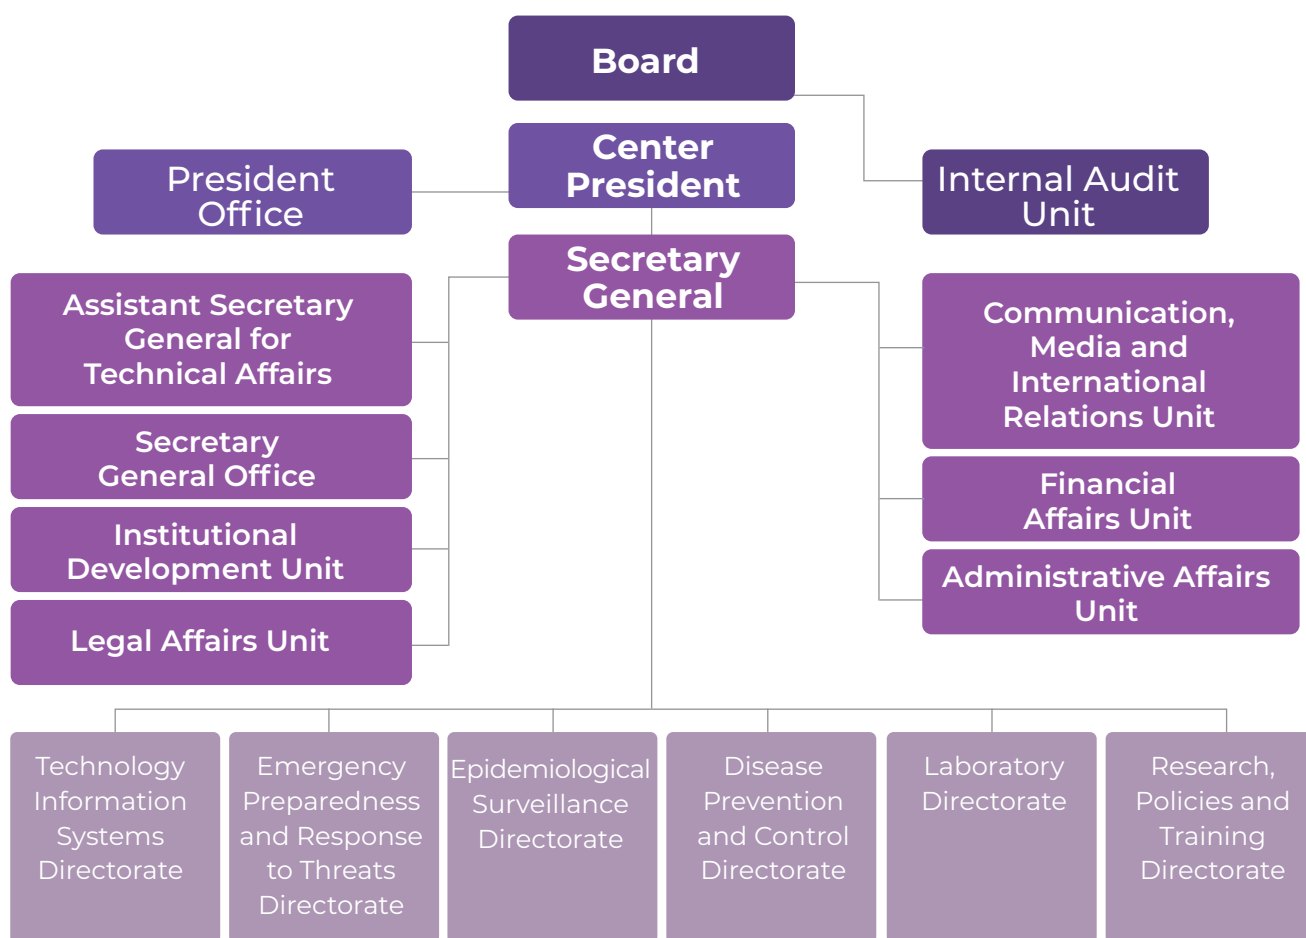 Board
Center
President
President
Office
Internal Audit
Unit
Secretary
General
Assistant Secretary
General for
Technical Affairs
Secretary
General Office
Institutional
Development Unit
Legal Affairs Unit
Communication,
Media and
International
Relations Unit
Financial
Affairs Unit
Administrative Affairs
Unit
Technology
Information
Systems
Directorate
Emergency
Preparedness
and Response
to Threats
Directorate
Epidemiological
Surveillance
Directorate
Disease
Prevention
and Control
Directorate
Laboratory
Directorate
Research,
Policies and
Training
Directorate